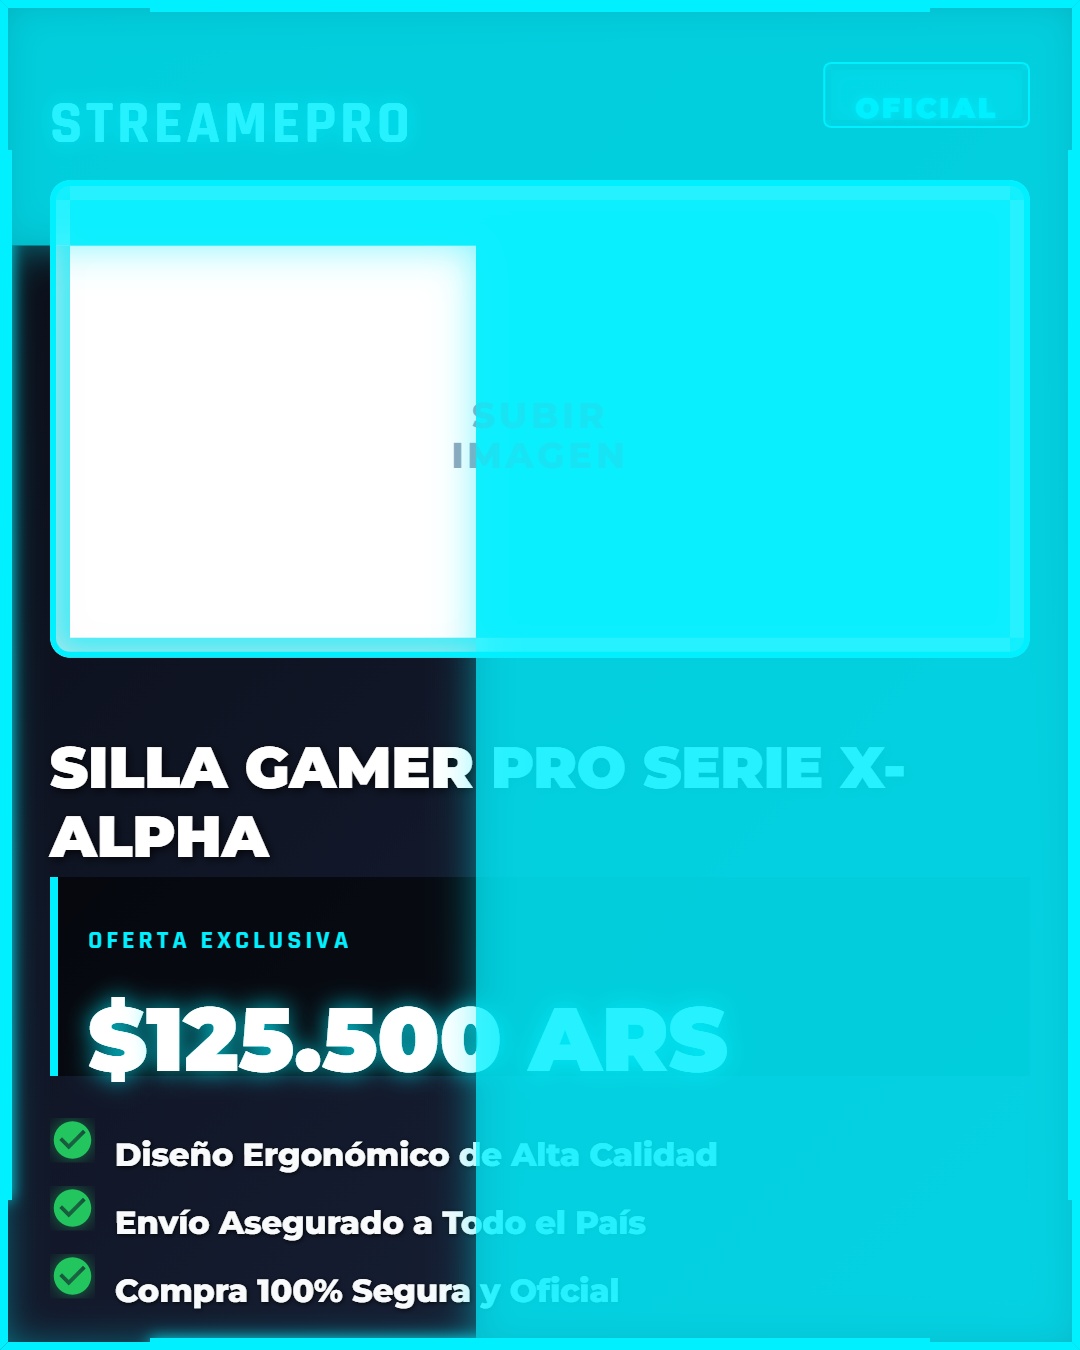 STREAMEPRO
OFICIAL
SUBIR
IMAGEN
SILLA GAMER PRO SERIE X-
ALPHA
OFERTA EXCLUSIVA
$125.500 ARS
Diseño Ergonómico de Alta Calidad
Envío Asegurado a Todo el País
Compra 100% Segura y Oficial